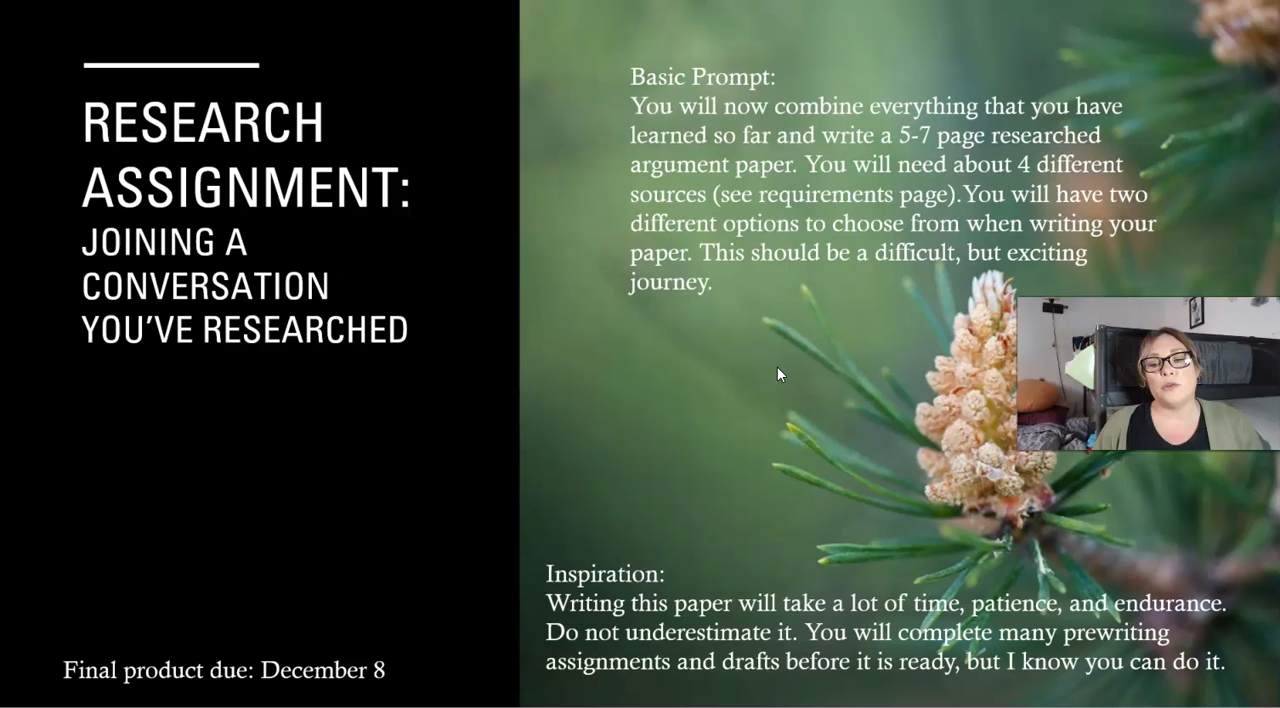 RESEARCH
ASSIGNMENT:
JOINING A
CONVERSATION
YOU'VE RESEARCHED
Final product due: December 8
Basic Prompt:
You will now combine everything that you have
learned so far and write a 5-7 page researched
argument paper. You will need about 4 different
sources (see requirements page).You will have two
different options to choose from when writing your
paper. This should be a difficult, but exciting
journey.
Inspiration:
Writing this paper will take a lot of time, patience, and endurance.
Do not underestimate it. You will complete many prewriting
assignments and drafts before it is ready, but I know you can do it.